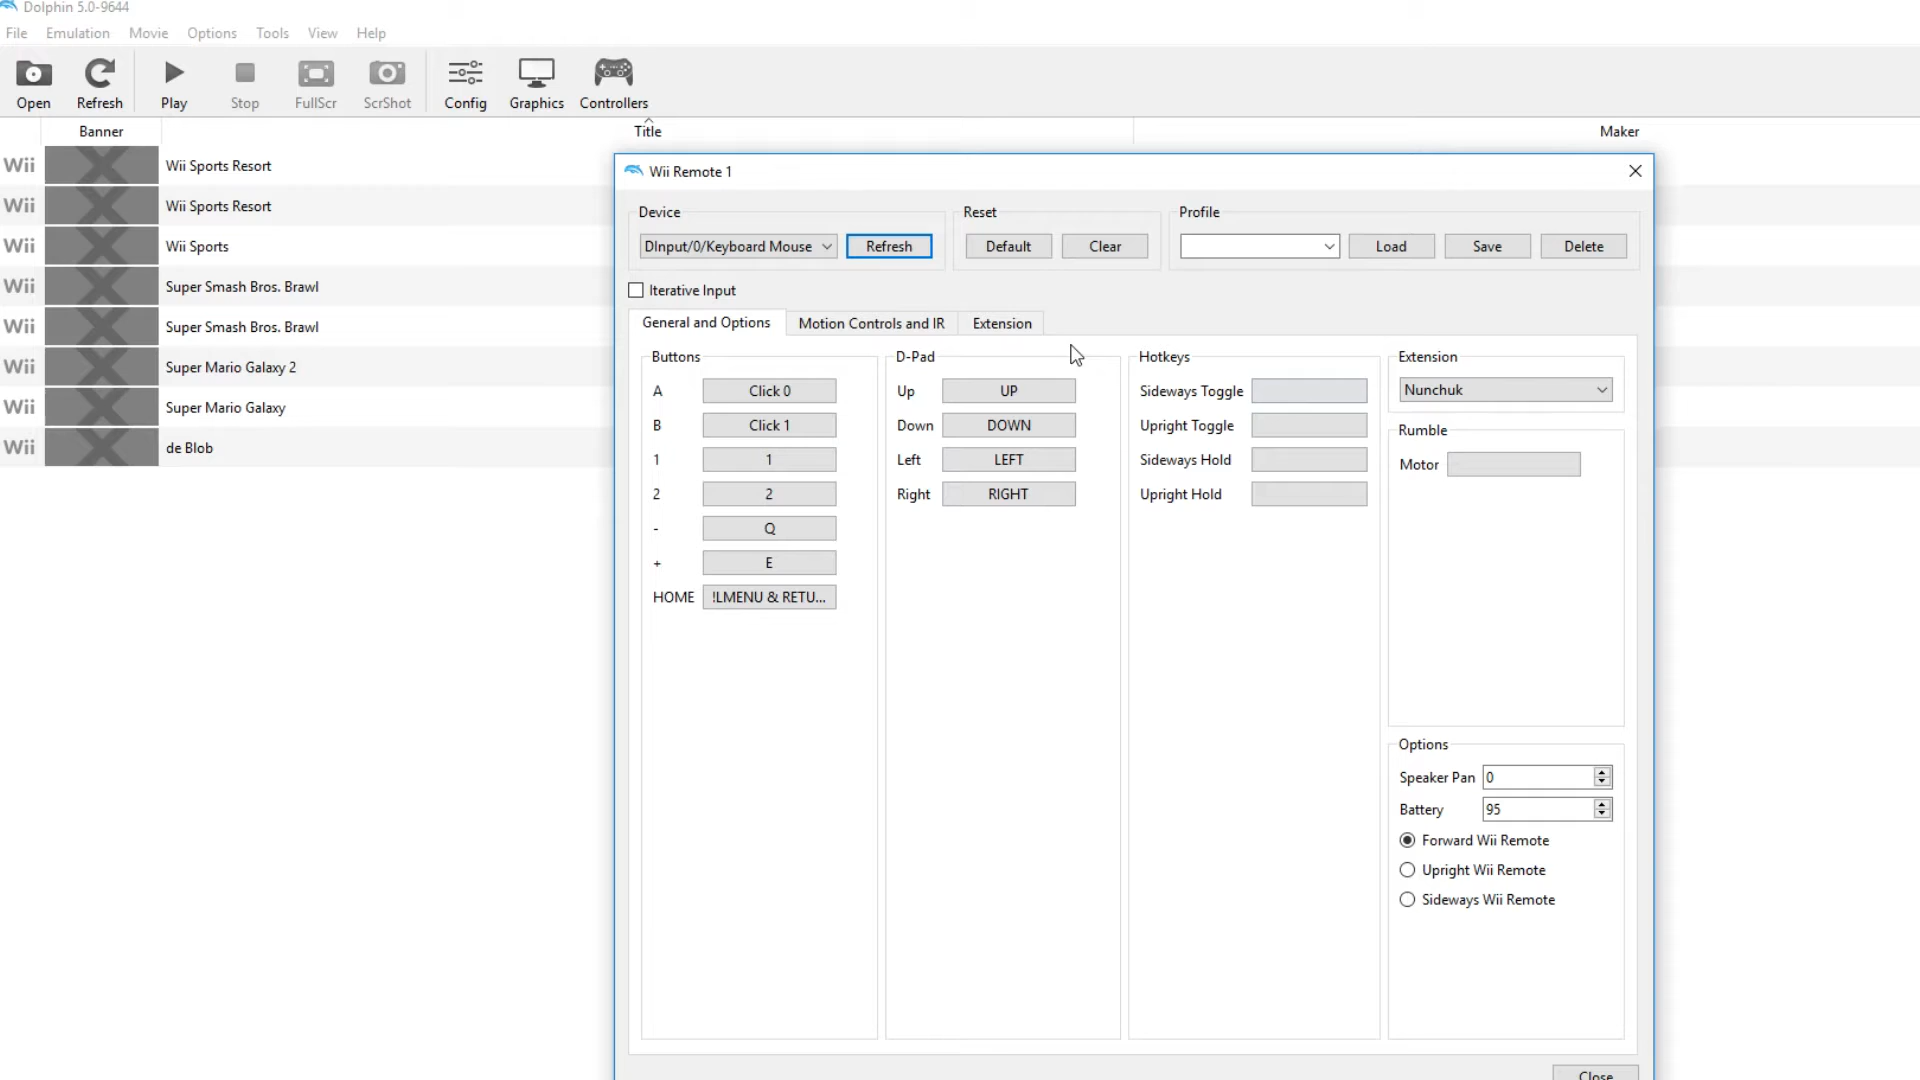 Dolphin 5.0-9644
File Emulation Movie Options Tools View Help
Open Refresh Play Stop FullScr ScrShot Config Graphics Controllers
Banner Title Maker
Wii Wii Sports Resort
Wii Wii Sports Resort
Wii Wii Sports
Wii Super Smash Bros. Brawl
Wii Super Smash Bros. Brawl
Wii Super Mario Galaxy 2
Wii Super Mario Galaxy
Wii de Blob
Wii Remote 1
Device Reset Profile
DInput/0/Keyboard Mouse Refresh Default Clear Load Save Delete
Iterative Input
General and Options Motion Controls and IR Extension
Buttons
A Click 0
B Click 1
1 1
2 2
- Q
+ E
HOME !LMENU & RETU...
D-Pad
Up UP
Down DOWN
Left LEFT
Right RIGHT
Hotkeys
Sideways Toggle
Upright Toggle
Sideways Hold
Upright Hold
Extension
Nunchuk
Rumble
Motor
Options
Speaker Pan 0
Battery 95
Forward Wii Remote
Upright Wii Remote
Sideways Wii Remote
Close